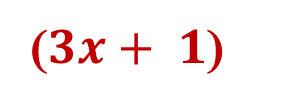 (3x + 1)